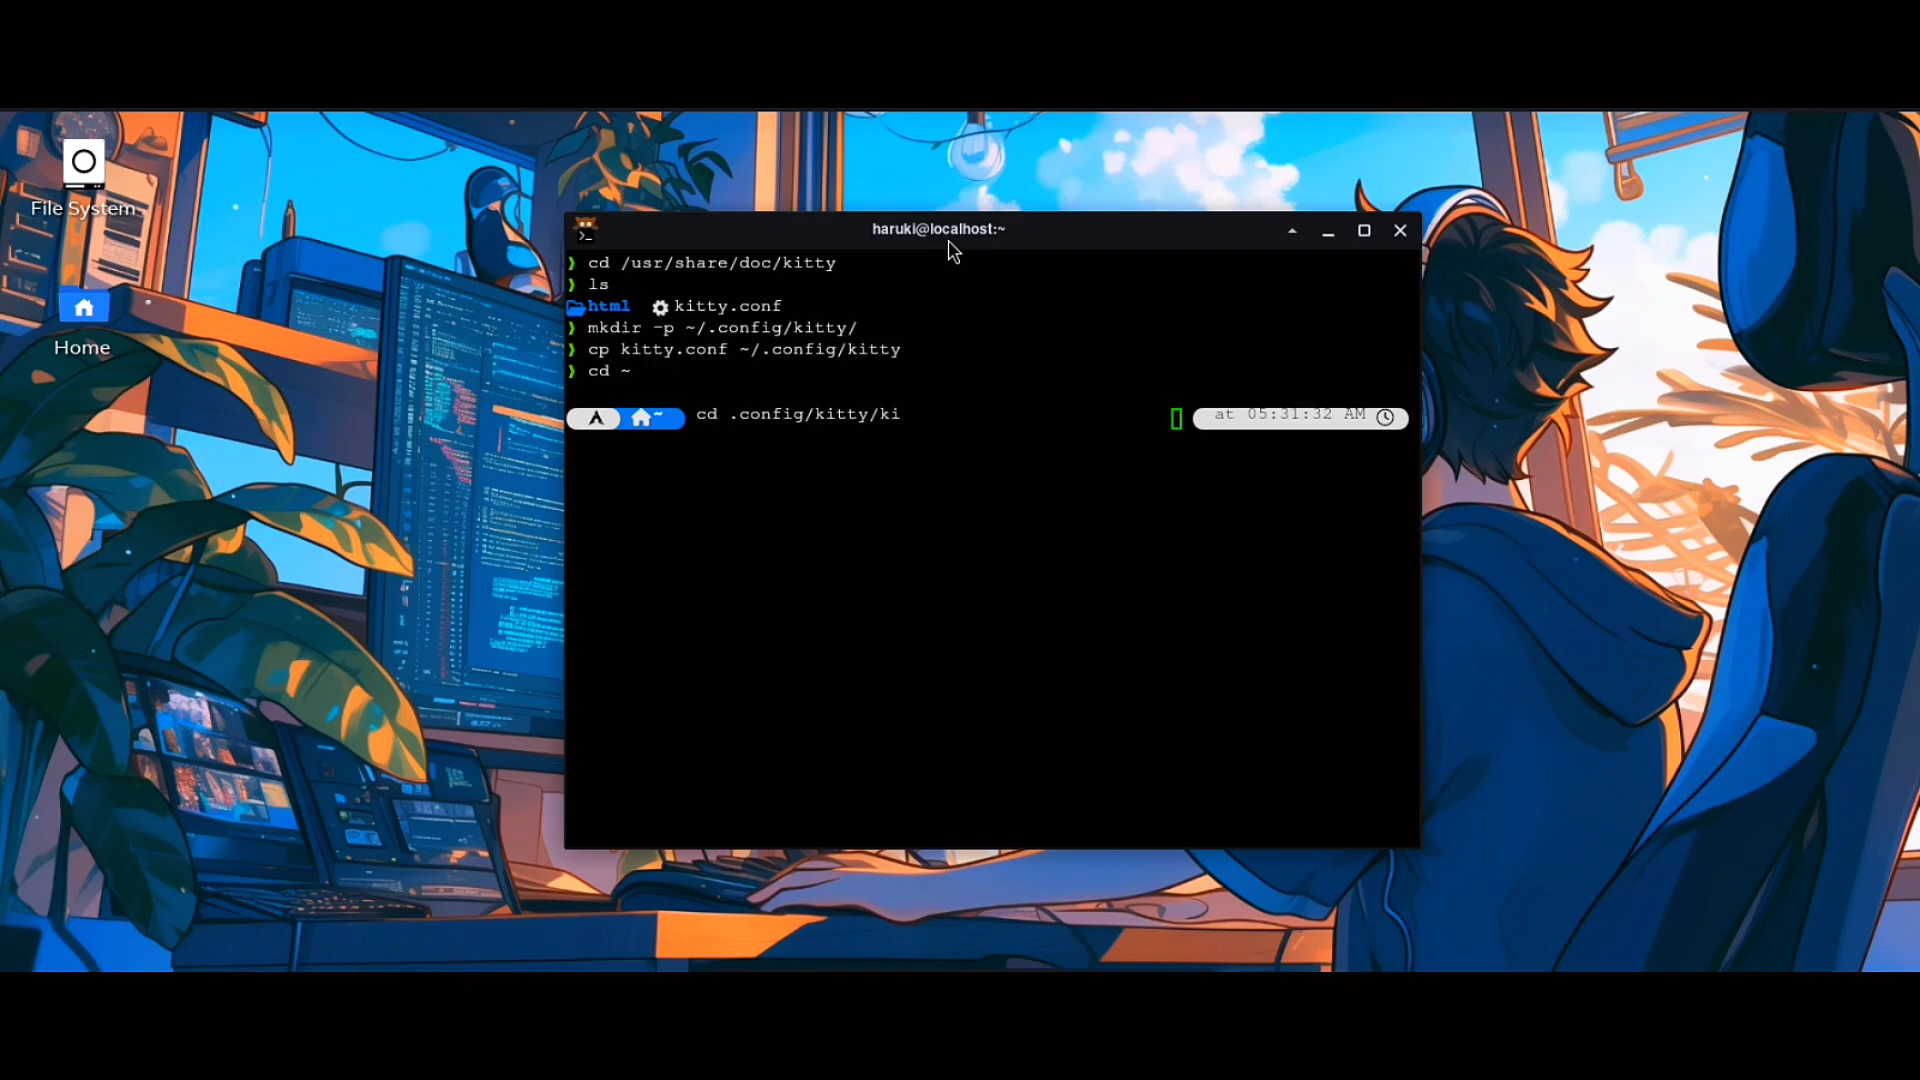 File System
Home
haruki@localhost:~
❯ cd /usr/share/doc/kitty
❯ ls
html kitty.conf
❯ mkdir -p ~/.config/kitty/
❯ cp kitty.conf ~/.config/kitty
❯ cd ~
~ cd .config/kitty/ki at 05:31:32 AM